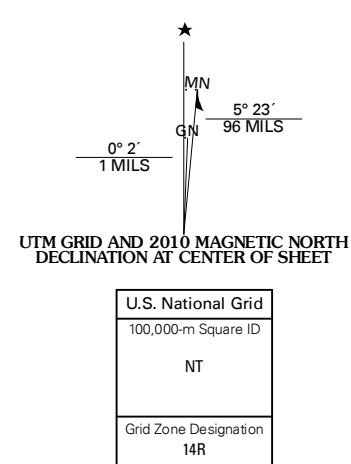 MN
GN
5° 23´
96 MILS
0° 2´
1 MILS
UTM GRID AND 2010 MAGNETIC NORTH
DECLINATION AT CENTER OF SHEET
U.S. National Grid
100,000-m Square ID
NT
Grid Zone Designation
14R